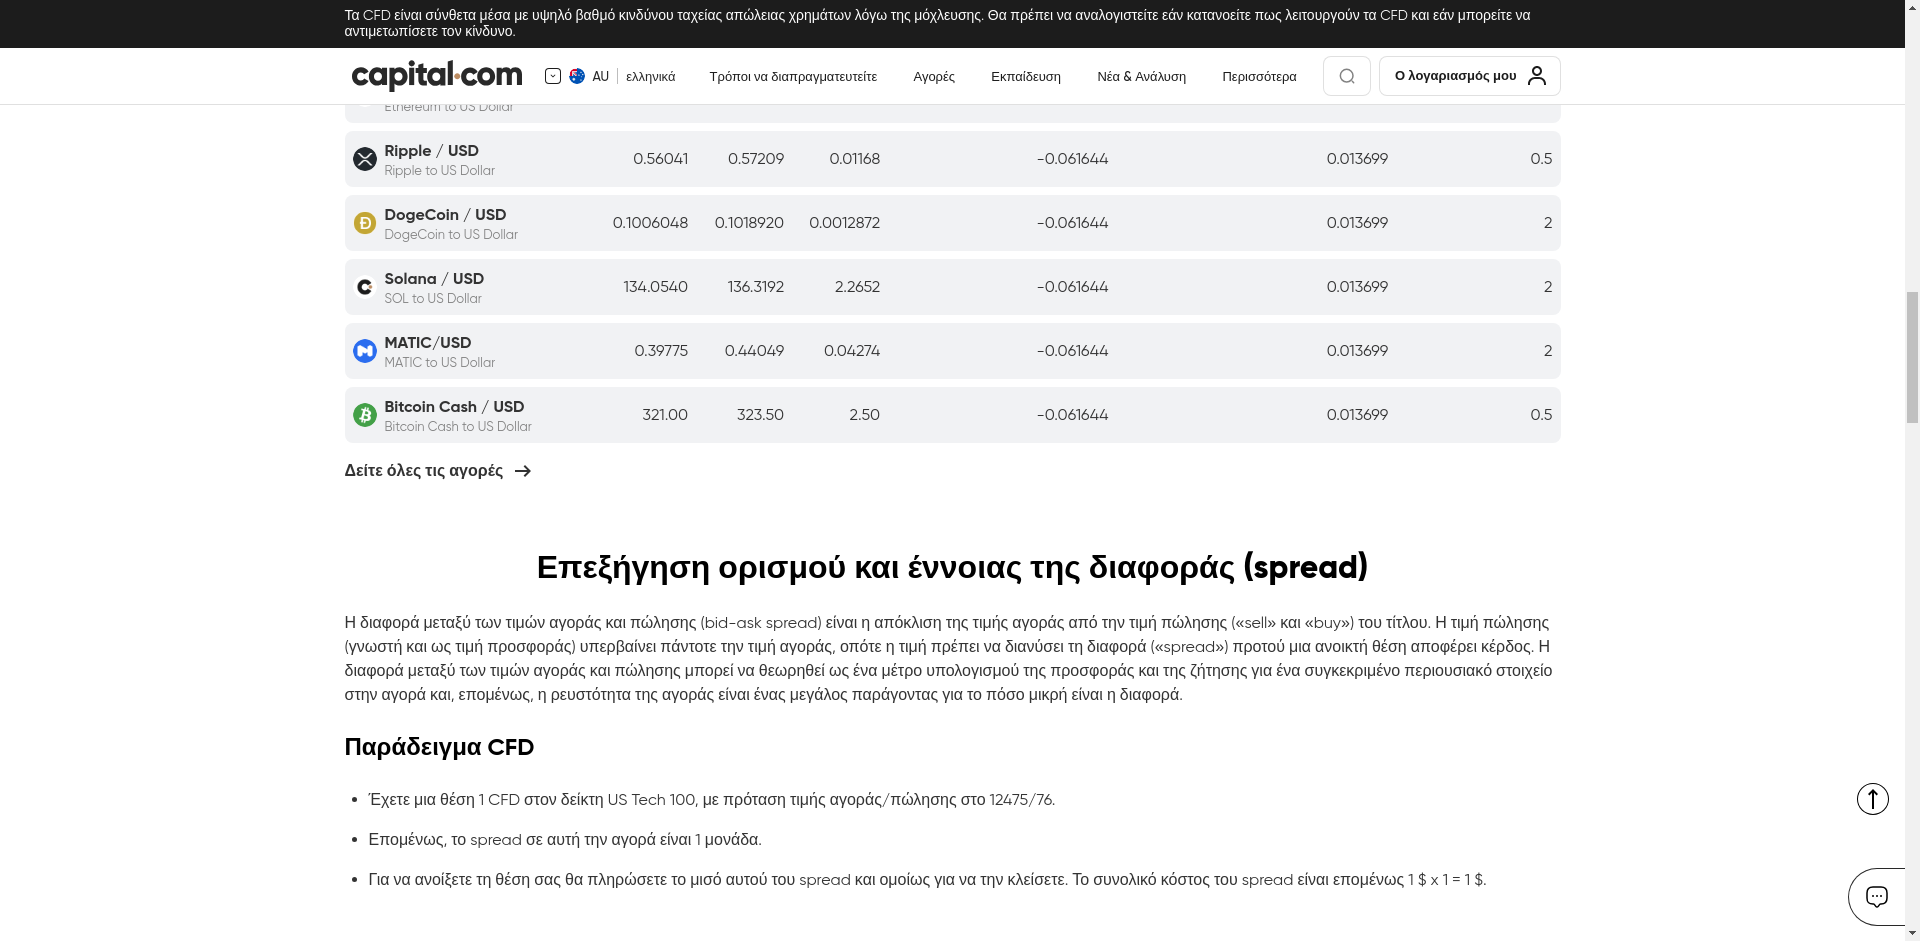 Τα CFD είναι σύνθετα μέσα με υψηλό βαθμό κινδύνου ταχείας απώλειας χρημάτων λόγω της μόχλευσης. Θα πρέπει να αναλογιστείτε εάν κατανοείτε πως λειτουργούν τα CFD και εάν μπορείτε να
αντιμετωπίσετε τον κίνδυνο.
capital.com AU ελληνικά Τρόποι να διαπραγματευτείτε Αγορές Εκπαίδευση Νέα & Ανάλυση Περισσότερα Ο λογαριασμός μου
Ethereum to US Dollar
Ripple / USD 0.56041 0.57209 0.01168 -0.061644 0.013699 0.5
Ripple to US Dollar
DogeCoin / USD 0.1006048 0.1018920 0.0012872 -0.061644 0.013699 2
DogeCoin to US Dollar
Solana / USD 134.0540 136.3192 2.2652 -0.061644 0.013699 2
SOL to US Dollar
MATIC/USD 0.39775 0.44049 0.04274 -0.061644 0.013699 2
MATIC to US Dollar
Bitcoin Cash / USD 321.00 323.50 2.50 -0.061644 0.013699 0.5
Bitcoin Cash to US Dollar
Δείτε όλες τις αγορές
Επεξήγηση ορισμού και έννοιας της διαφοράς (spread)
Η διαφορά μεταξύ των τιμών αγοράς και πώλησης (bid-ask spread) είναι η απόκλιση της τιμής αγοράς από την τιμή πώλησης («sell» και «buy») του τίτλου. Η τιμή πώλησης
(γνωστή και ως τιμή προσφοράς) υπερβαίνει πάντοτε την τιμή αγοράς, οπότε η τιμή πρέπει να διανύσει τη διαφορά («spread») προτού μια ανοικτή θέση αποφέρει κέρδος. Η
διαφορά μεταξύ των τιμών αγοράς και πώλησης μπορεί να θεωρηθεί ως ένα μέτρο υπολογισμού της προσφοράς και της ζήτησης για ένα συγκεκριμένο περιουσιακό στοιχείο
στην αγορά και, επομένως, η ρευστότητα της αγοράς είναι ένας μεγάλος παράγοντας για το πόσο μικρή είναι η διαφορά.
Παράδειγμα CFD
• Έχετε μια θέση 1 CFD στον δείκτη US Tech 100, με πρόταση τιμής αγοράς/πώλησης στο 12475/76.
• Επομένως, το spread σε αυτή την αγορά είναι 1 μονάδα.
• Για να ανοίξετε τη θέση σας θα πληρώσετε το μισό αυτού του spread και ομοίως για να την κλείσετε. Το συνολικό κόστος του spread είναι επομένως 1 $ x 1 = 1 $.